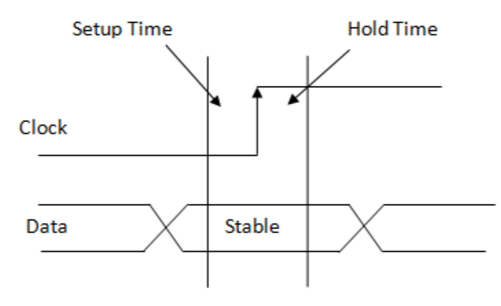 Setup Time
Hold Time
Clock
Data
Stable